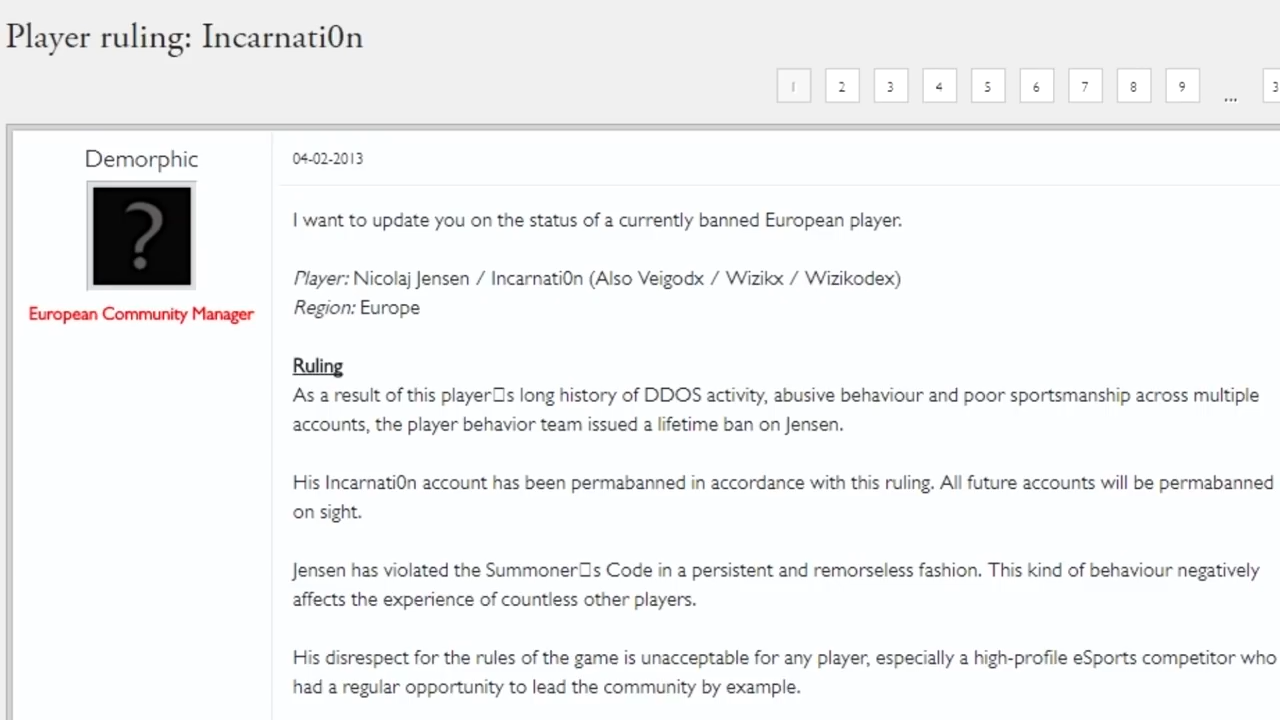 Player ruling: Incarnati0n
1 2 3 4 5 6 7 8 9 ... 3
Demorphic
04-02-2013
?
European Community Manager
I want to update you on the status of a currently banned European player.
Player: Nicolaj Jensen / Incarnati0n (Also Veigodx / Wizikx / Wizikodex)
Region: Europe
Ruling
As a result of this player□s long history of DDOS activity, abusive behaviour and poor sportsmanship across multiple
accounts, the player behavior team issued a lifetime ban on Jensen.
His Incarnati0n account has been permabanned in accordance with this ruling. All future accounts will be permabanned
on sight.
Jensen has violated the Summoner□s Code in a persistent and remorseless fashion. This kind of behaviour negatively
affects the experience of countless other players.
His disrespect for the rules of the game is unacceptable for any player, especially a high-profile eSports competitor who
had a regular opportunity to lead the community by example.